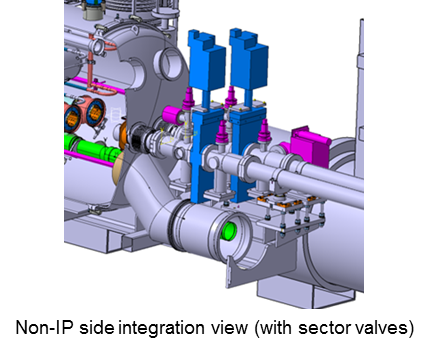 Non-IP side integration view (with sector valves)